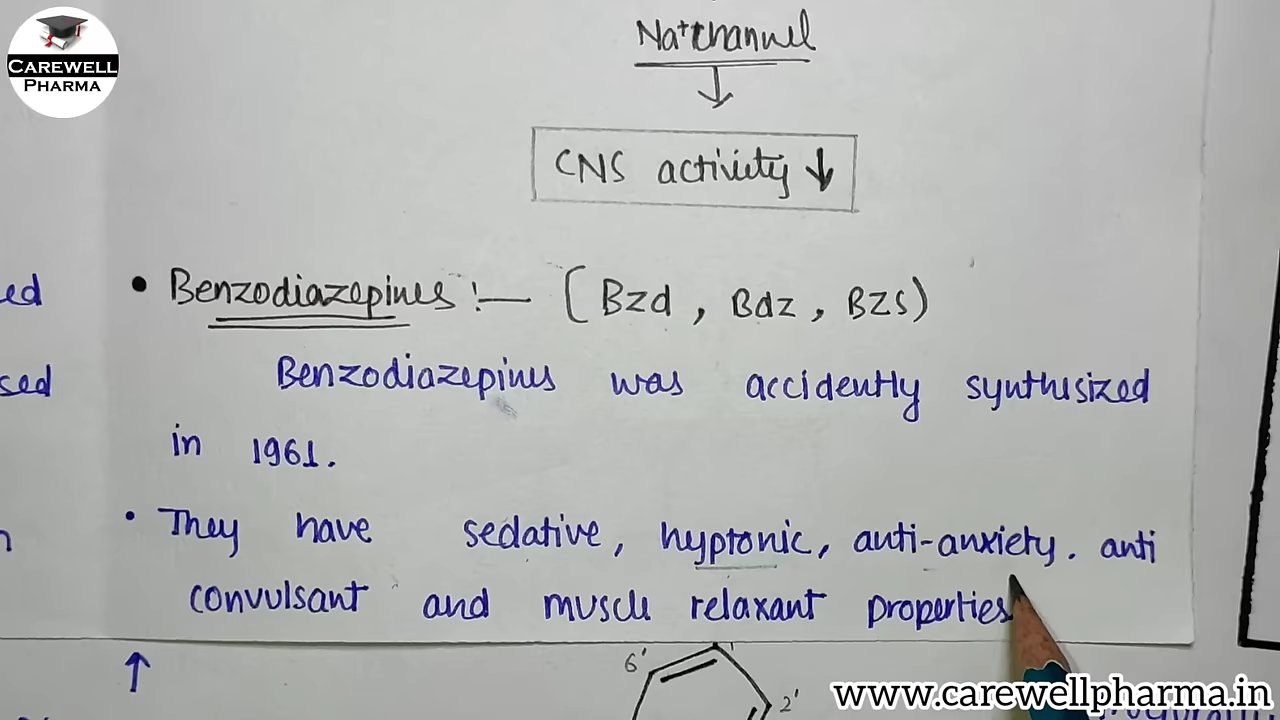 CAREWELL
PHARMA
Na+ channel
↓
CNS activity ↓
• Benzodiazepines :— [Bzd, Bdz, BZS)
Benzodiazepines was accidently synthesized
in 1961.
• They have sedative, hyptonic, anti-anxiety. anti
convulsant and muscle relaxant properties
ed
sed
n
↑
6'
1'
2'
www.carewellpharma.in